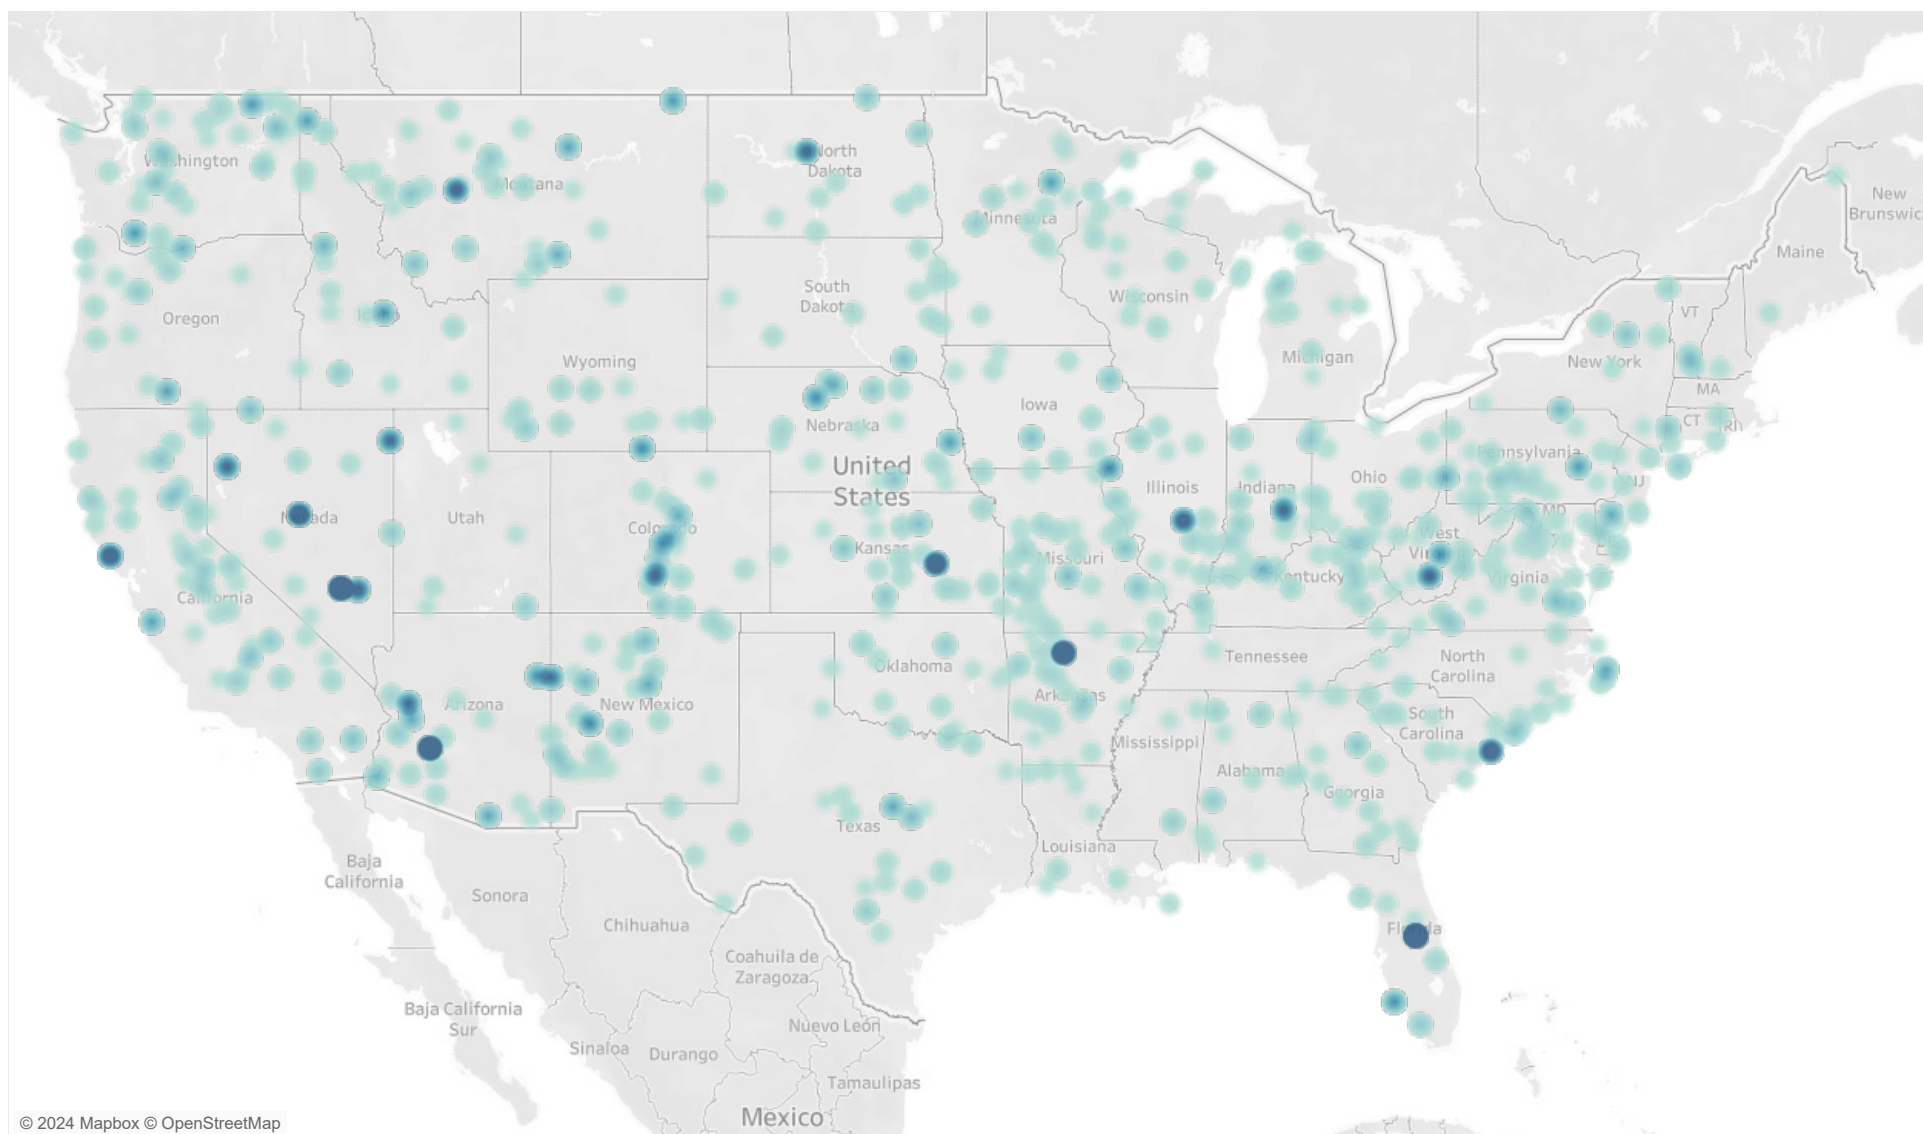 Washington
Montana
North
Dakota
Minnesota
New
Brunswic
Maine
Oregon
Idaho
South
Dakota
Wisconsin
VT
Wyoming
Michigan
New York
MA
Iowa
Nebraska
CT
Rh
United
States
Pennsylvania
Illinois
Indiana
Ohio
NJ
Nevada
Utah
Colorado
Kansas
Missouri
West
Virginia
MD
DE
California
Kentucky
Virginia
Arizona
New Mexico
Oklahoma
Arkansas
Tennessee
North
Carolina
South
Carolina
Mississippi
Alabama
Georgia
Texas
Louisiana
Baja
California
Sonora
Chihuahua
Florida
Coahuila de
Zaragoza
Baja California
Sur
Nuevo León
Sinaloa
Durango
Tamaulipas
Mexico
© 2024 Mapbox © OpenStreetMap